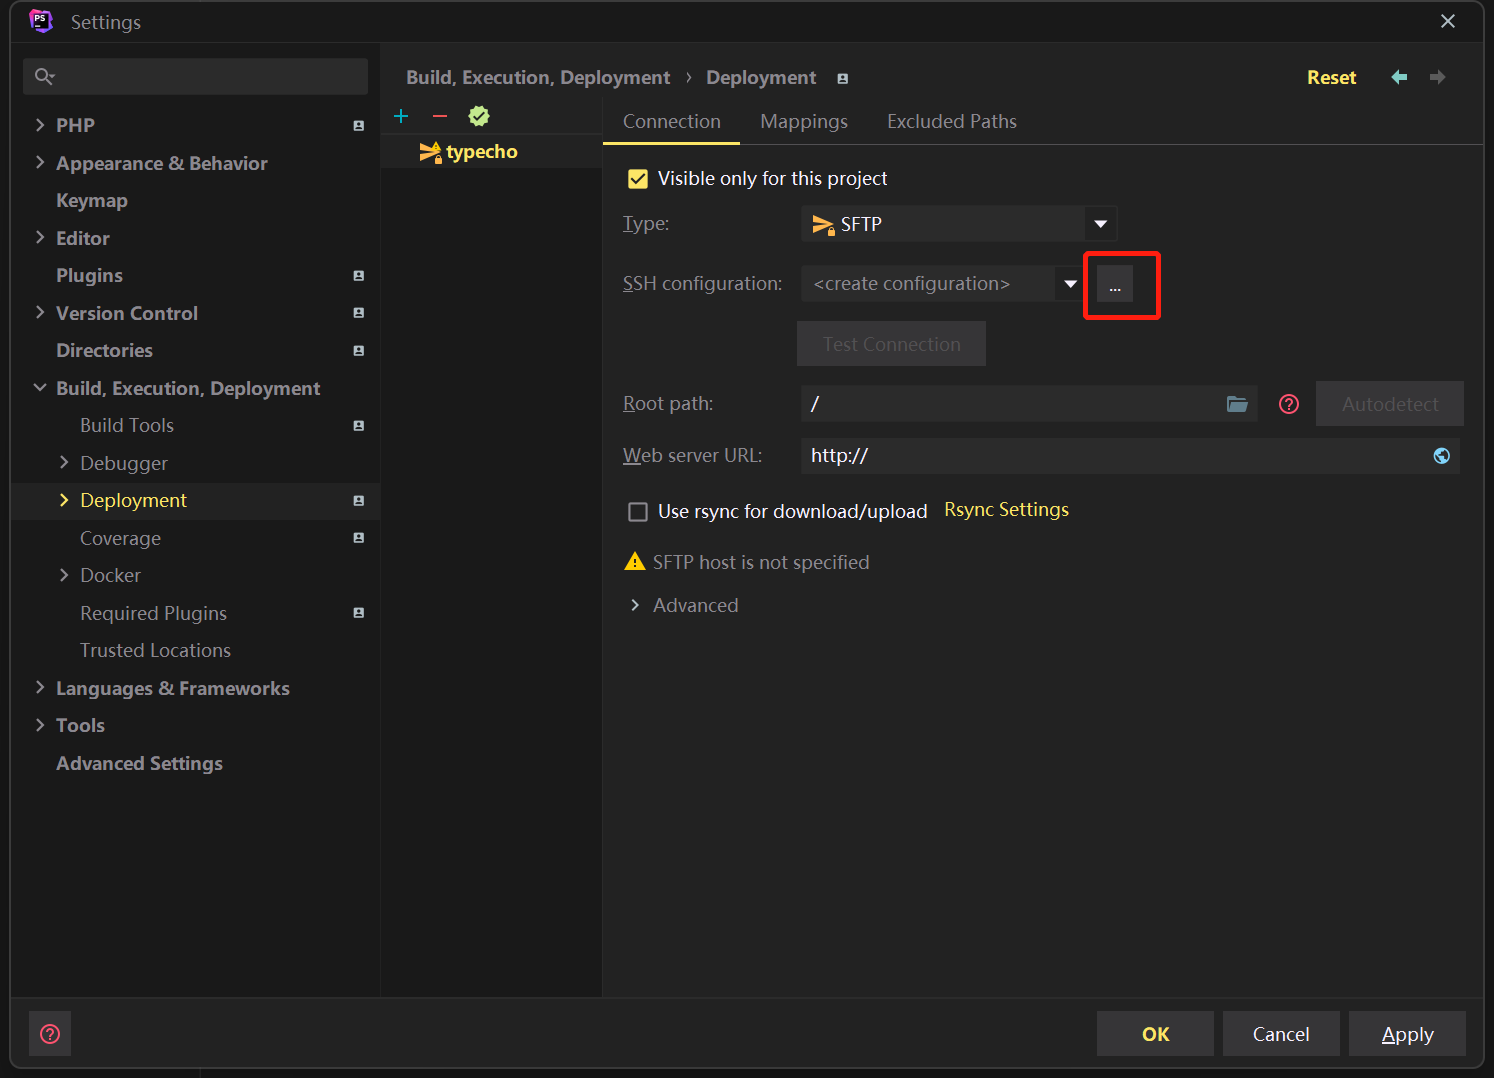 PS
Settings
Build, Execution, Deployment › Deployment
Reset
PHP
Appearance & Behavior
Keymap
Editor
Plugins
Version Control
Directories
Build, Execution, Deployment
Build Tools
Debugger
Deployment
Coverage
Docker
Required Plugins
Trusted Locations
Languages & Frameworks
Tools
Advanced Settings
typecho
Connection Mappings Excluded Paths
Visible only for this project
Type: SFTP
SSH configuration: <create configuration> ...
Test Connection
Root path: / Autodetect
Web server URL: http://
Use rsync for download/upload Rsync Settings
SFTP host is not specified
Advanced
OK Cancel Apply